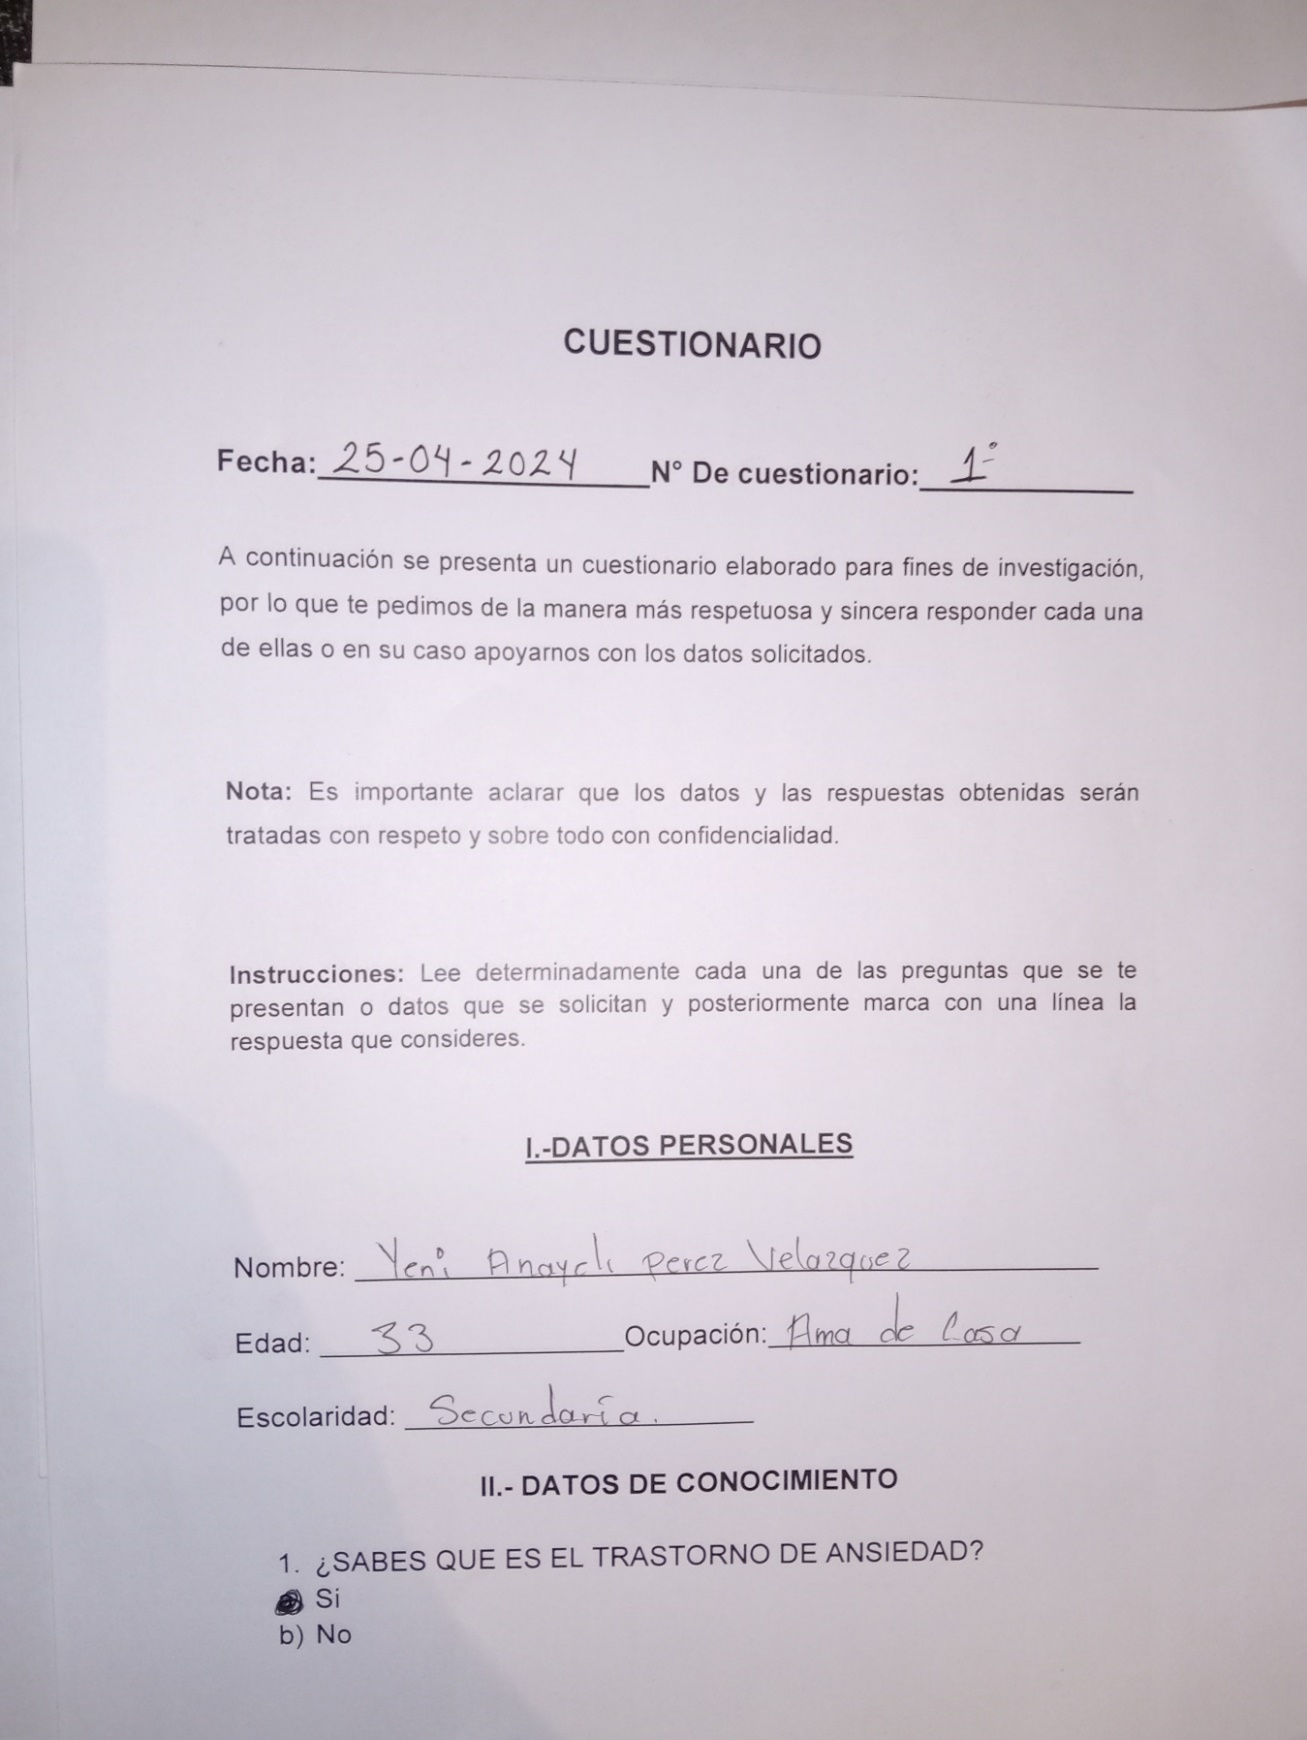 CUESTIONARIO
Fecha: 25-04-2024 N° De cuestionario: 1°
A continuación se presenta un cuestionario elaborado para fines de investigación,
por lo que te pedimos de la manera más respetuosa y sincera responder cada una
de ellas o en su caso apoyarnos con los datos solicitados.
Nota: Es importante aclarar que los datos y las respuestas obtenidas serán
tratadas con respeto y sobre todo con confidencialidad.
Instrucciones: Lee determinadamente cada una de las preguntas que se te
presentan o datos que se solicitan y posteriormente marca con una línea la
respuesta que consideres.
I.-DATOS PERSONALES
Nombre: Yeni Anayeli perez Velazquez
Edad: 33 Ocupación: Ama de Casa
Escolaridad: Secundaria.
II.- DATOS DE CONOCIMIENTO
1. ¿SABES QUE ES EL TRASTORNO DE ANSIEDAD?
Si
b) No